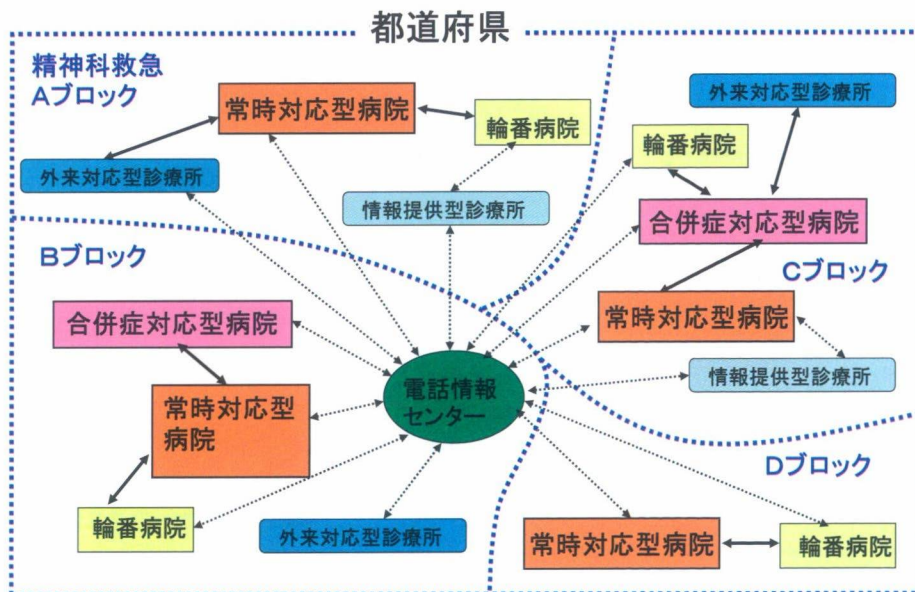 都道府県
精神科救急
Aブロック
常時対応型病院
輪番病院
外来対応型診療所
情報提供型診療所
外来対応型診療所
輪番病院
合併症対応型病院
Cブロック
常時対応型病院
情報提供型診療所
Bブロック
合併症対応型病院
常時対応型
病院
輪番病院
外来対応型診療所
電話情報
センター
Dブロック
常時対応型病院
輪番病院